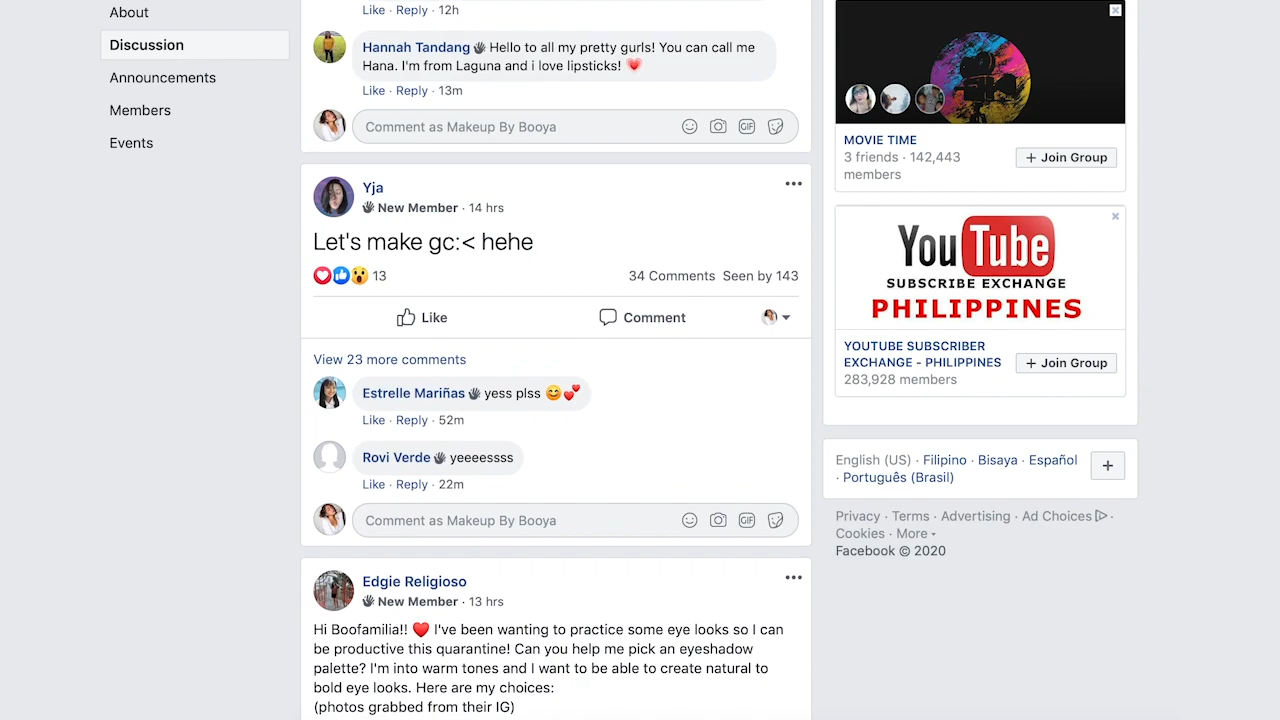 About
Discussion
Announcements
Members
Events
Like · Reply · 12h
Hannah Tandang Hello to all my pretty gurls! You can call me
Hana. I'm from Laguna and i love lipsticks!
Like · Reply · 13m
Comment as Makeup By Booya
GIF
Yja
New Member · 14 hrs
Let's make gc:< hehe
13
34 Comments Seen by 143
Like
Comment
View 23 more comments
Estrelle Mariñas yess plss
Like · Reply · 52m
Rovi Verde yeeeessss
Like · Reply · 22m
Comment as Makeup By Booya
GIF
Edgie Religioso
New Member · 13 hrs
Hi Boofamilia!! I've been wanting to practice some eye looks so I can
be productive this quarantine! Can you help me pick an eyeshadow
palette? I'm into warm tones and I want to be able to create natural to
bold eye looks. Here are my choices:
(photos grabbed from their IG)
MOVIE TIME
3 friends · 142,443
members
+ Join Group
YouTube
SUBSCRIBE EXCHANGE
PHILIPPINES
YOUTUBE SUBSCRIBER
EXCHANGE - PHILIPPINES
283,928 members
+ Join Group
English (US) · Filipino · Bisaya · Español
· Português (Brasil)
+
Privacy · Terms · Advertising · Ad Choices ·
Cookies · More
Facebook © 2020